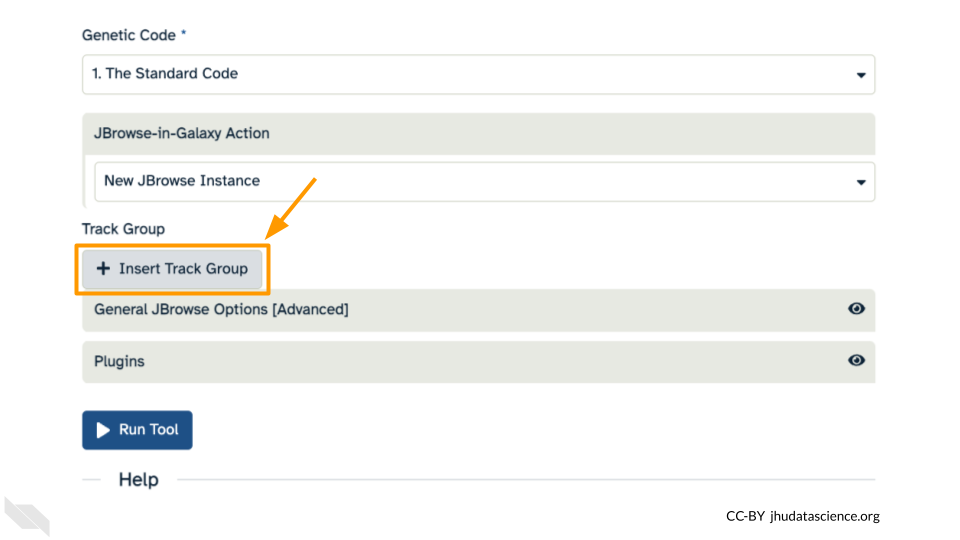 Genetic Code *
1. The Standard Code
JBrowse-in-Galaxy Action
New JBrowse Instance
Track Group
+ Insert Track Group
General JBrowse Options [Advanced]
Plugins
Run Tool
Help
CC-BY jhudatascience.org